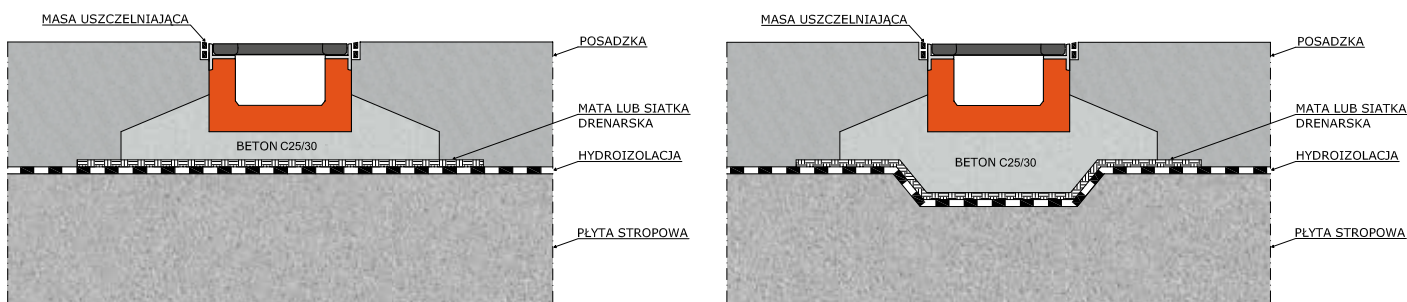 MASA USZCZELNIAJĄCA
POSADZKA
MATA LUB SIATKA
DRENARSKA
BETON C25/30
HYDROIZOLACJA
PŁYTA STROPOWA
MASA USZCZELNIAJĄCA
POSADZKA
MATA LUB SIATKA
DRENARSKA
BETON C25/30
HYDROIZOLACJA
PŁYTA STROPOWA